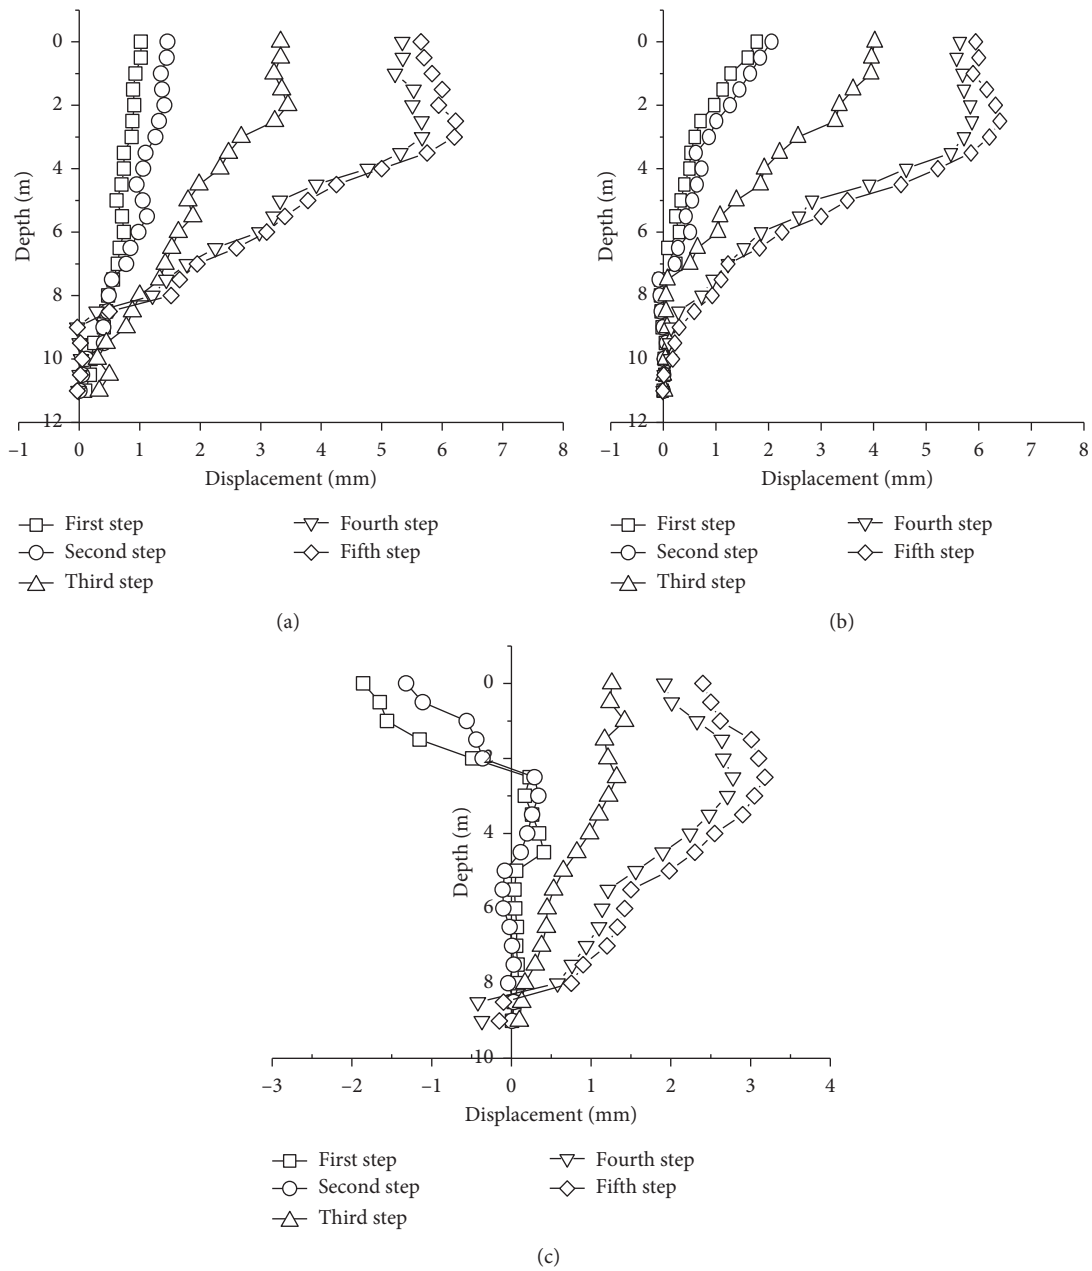 0
2
4
6
8
10
12
Depth (m)
−1 0 1 2 3 4 5 6 7 8
Displacement (mm)
First step
Second step
Third step
Fourth step
Fifth step
(a)
0
2
4
6
8
10
12
Depth (m)
−1 0 1 2 3 4 5 6 7 8
Displacement (mm)
First step
Second step
Third step
Fourth step
Fifth step
(b)
0
2
4
6
8
10
Depth (m)
−3 −2 −1 0 1 2 3 4
Displacement (mm)
First step
Second step
Third step
Fourth step
Fifth step
(c)